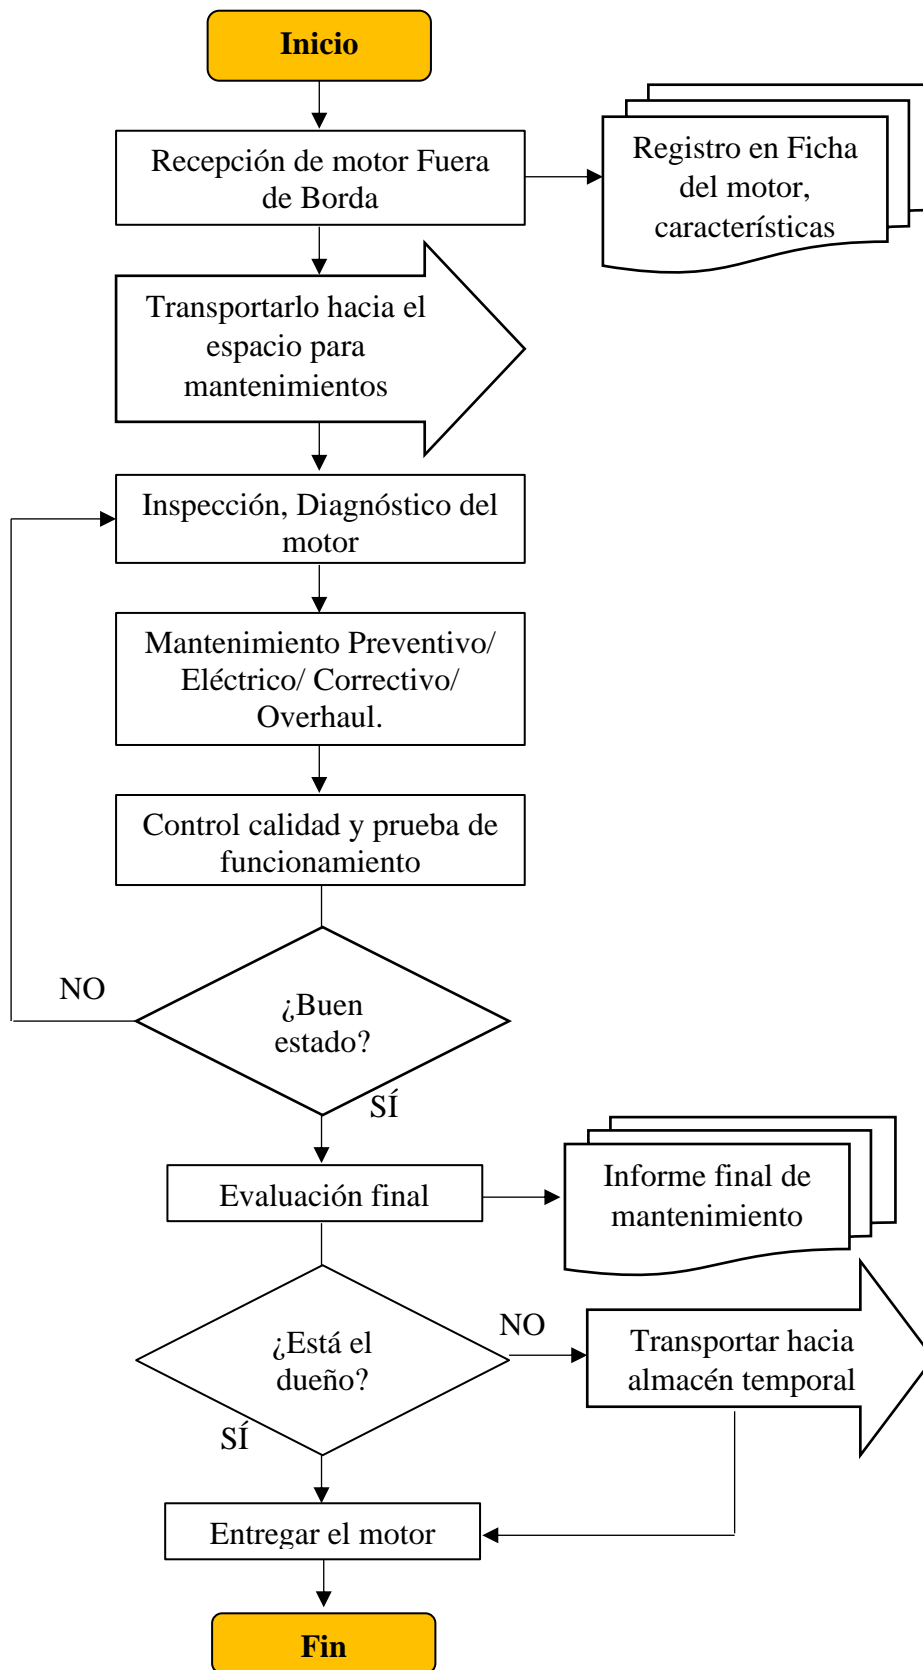 Inicio
Recepción de motor Fuera
de Borda
Registro en Ficha
del motor,
característícas
Transportarlo hacia el
espacio para
mantenimientos
Inspección, Diagnóstico del
motor
Mantenimiento Preventivo/
Eléctrico/ Correctivo/
Overhaul.
Control calidad y prueba de
funcionamiento
NO
¿Buen
estado?
SÍ
Evaluación final
Informe final de
mantenimiento
¿Está el
dueño?
NO
Transportar hacia
almacén temporal
SÍ
Entregar el motor
Fin